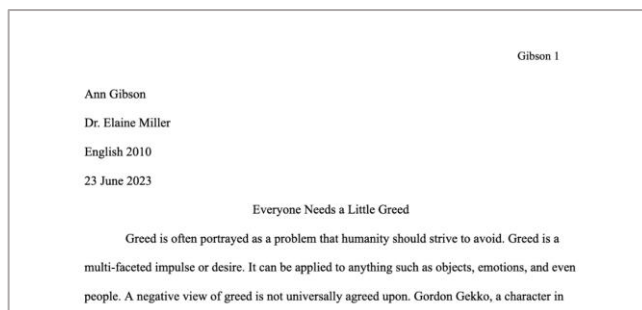 Gibson 1
Ann Gibson
Dr. Elaine Miller
English 2010
23 June 2023
Everyone Needs a Little Greed
Greed is often portrayed as a problem that humanity should strive to avoid. Greed is a
multi-faceted impulse or desire. It can be applied to anything such as objects, emotions, and even
people. A negative view of greed is not universally agreed upon. Gordon Gekko, a character in